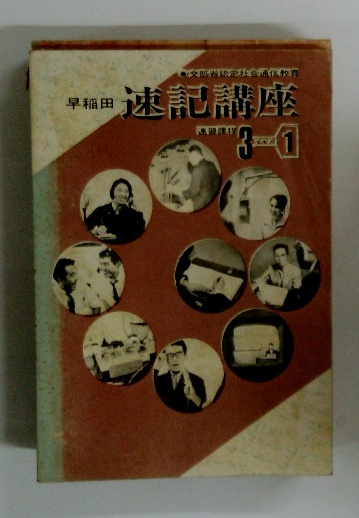 ●文部省認定社会通信教育
早稲田 速記講座
速習課程 3 1